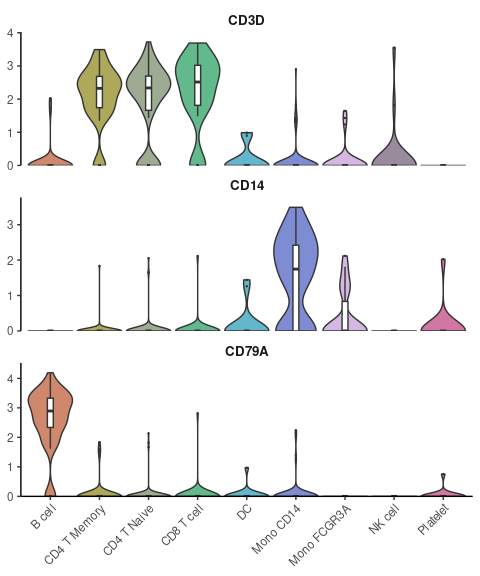 CD3D
4
3
2
1
0
CD14
3
2
1
0
CD79A
4
3
2
1
0
B cell
CD4 T Memory
CD4 T Naive
CD8 T cell
DC
Mono CD14
Mono FCGR3A
NK cell
Platelet